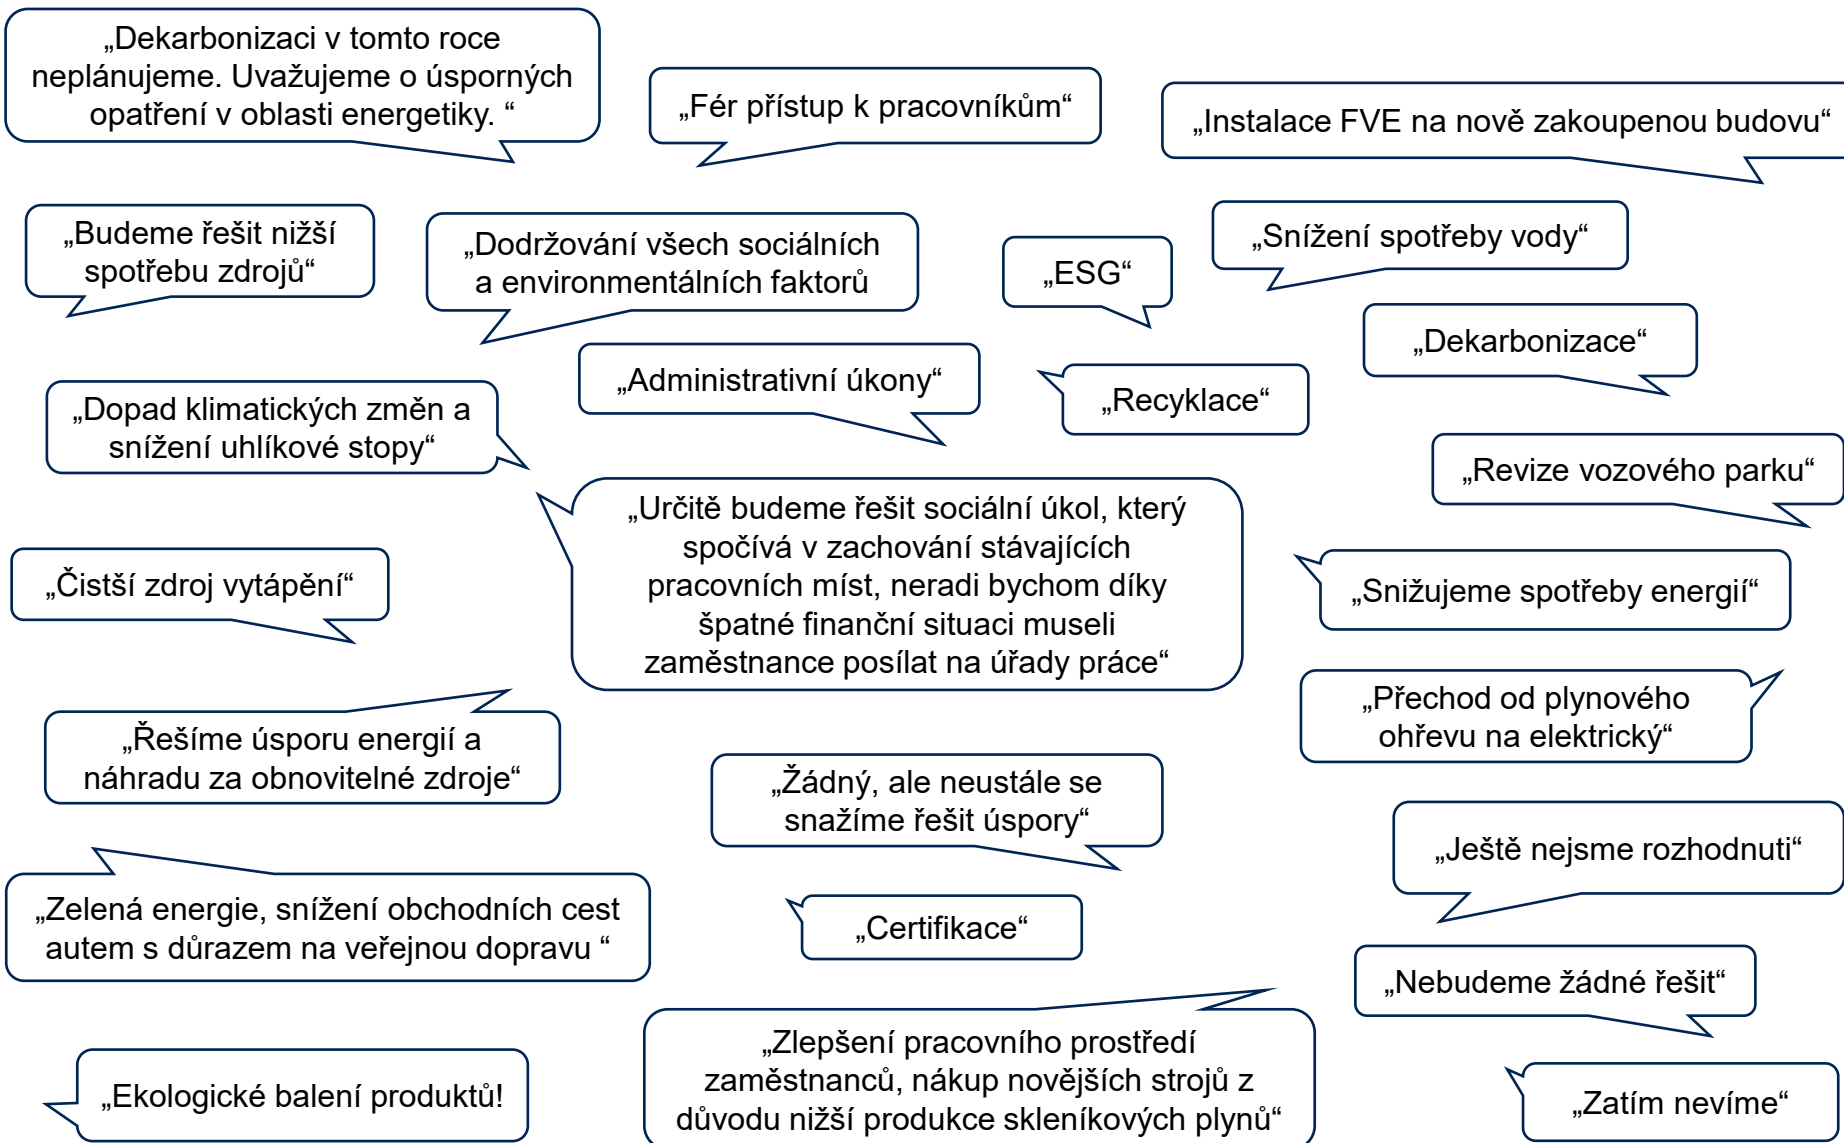 „Dekarbonizaci v tomto roce
neplánujeme. Uvažujeme o úsporných
opatření v oblasti energetiky. “
„Fér přístup k pracovníkům“
„Instalace FVE na nově zakoupenou budovu“
„Budeme řešit nižší
spotřebu zdrojů“
„Dodržování všech sociálních
a environmentálních faktorů
„ESG“
„Snížení spotřeby vody“
„Dekarbonizace“
„Administrativní úkony“
„Recyklace“
„Dopad klimatických změn a
snížení uhlíkové stopy“
„Revize vozového parku“
„Určitě budeme řešit sociální úkol, který
spočívá v zachování stávajících
pracovních míst, neradi bychom díky
špatné finanční situaci museli
zaměstnance posílat na úřady práce“
„Čistší zdroj vytápění“
„Snižujeme spotřeby energií“
„Přechod od plynového
ohřevu na elektrický“
„Řešíme úsporu energií a
náhradu za obnovitelné zdroje“
„Žádný, ale neustále se
snažíme řešit úspory“
„Ještě nejsme rozhodnuti“
„Zelená energie, snížení obchodních cest
autem s důrazem na veřejnou dopravu “
„Certifikace“
„Nebudeme žádné řešit“
„Zlepšení pracovního prostředí
zaměstnanců, nákup novějších strojů z
důvodu nižší produkce skleníkových plynů“
„Ekologické balení produktů!
„Zatím nevíme“